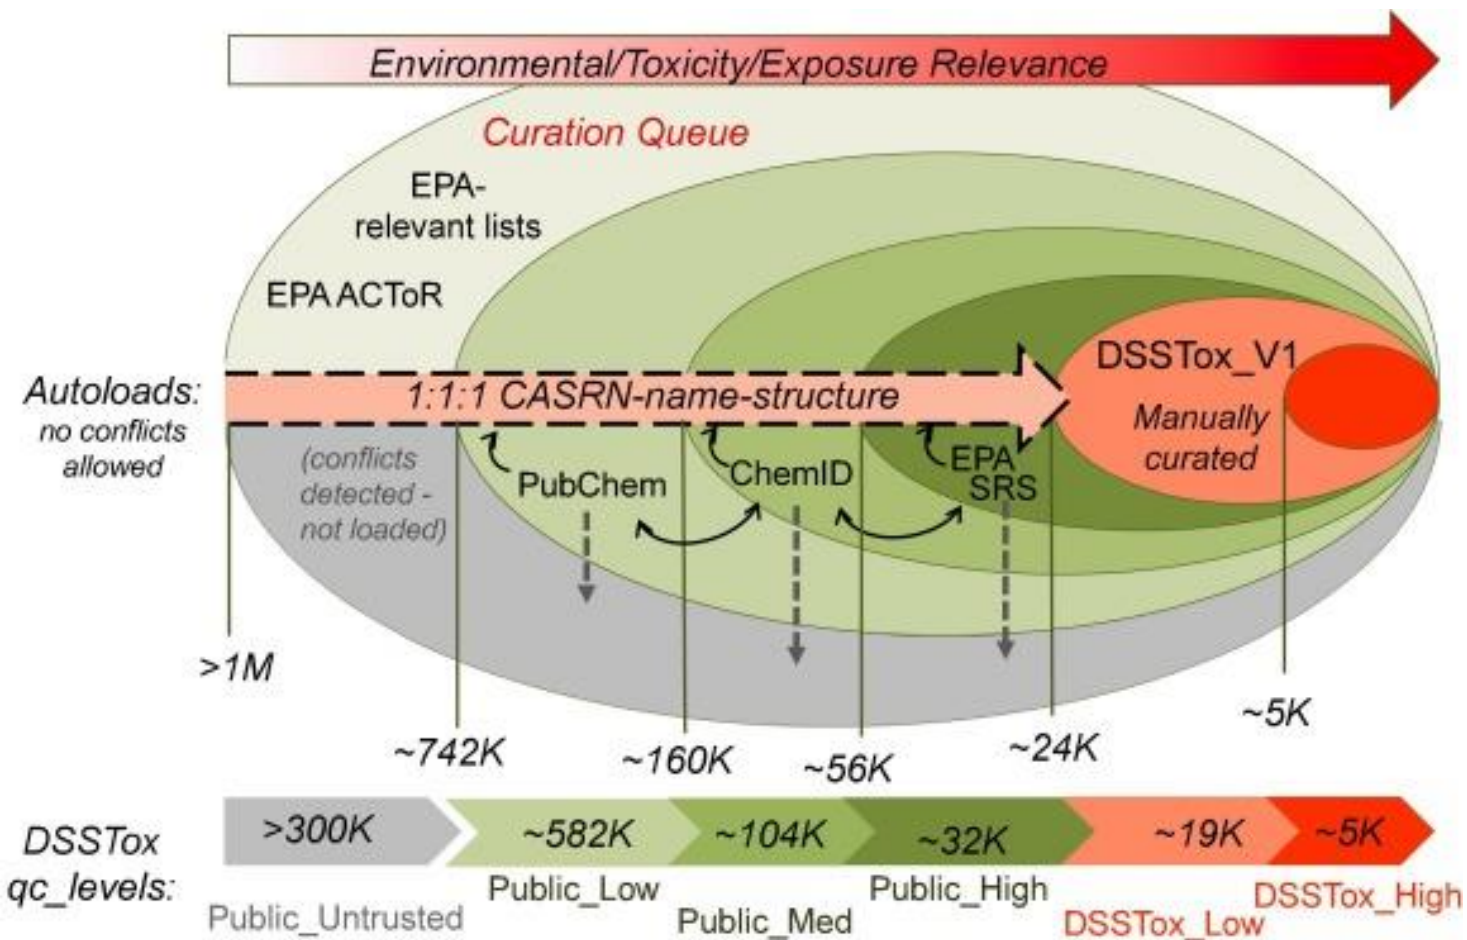 Environmental/Toxicity/Exposure Relevance
Curation Queue
EPA-
relevant lists
EPA ACToR
DSSTox_V1
Autoloads:
no conflicts
allowed
1:1:1 CASRN-name-structure
Manually
curated
(conflicts
detected -
not loaded)
PubChem
ChemID
EPA
SRS
>1M
~742K
~160K
~56K
~24K
~5K
DSSTox
qc_levels:
>300K
~582K
~104K
~32K
~19K
~5K
Public_Untrusted
Public_Low
Public_Med
Public_High
DSSTox_Low
DSSTox_High